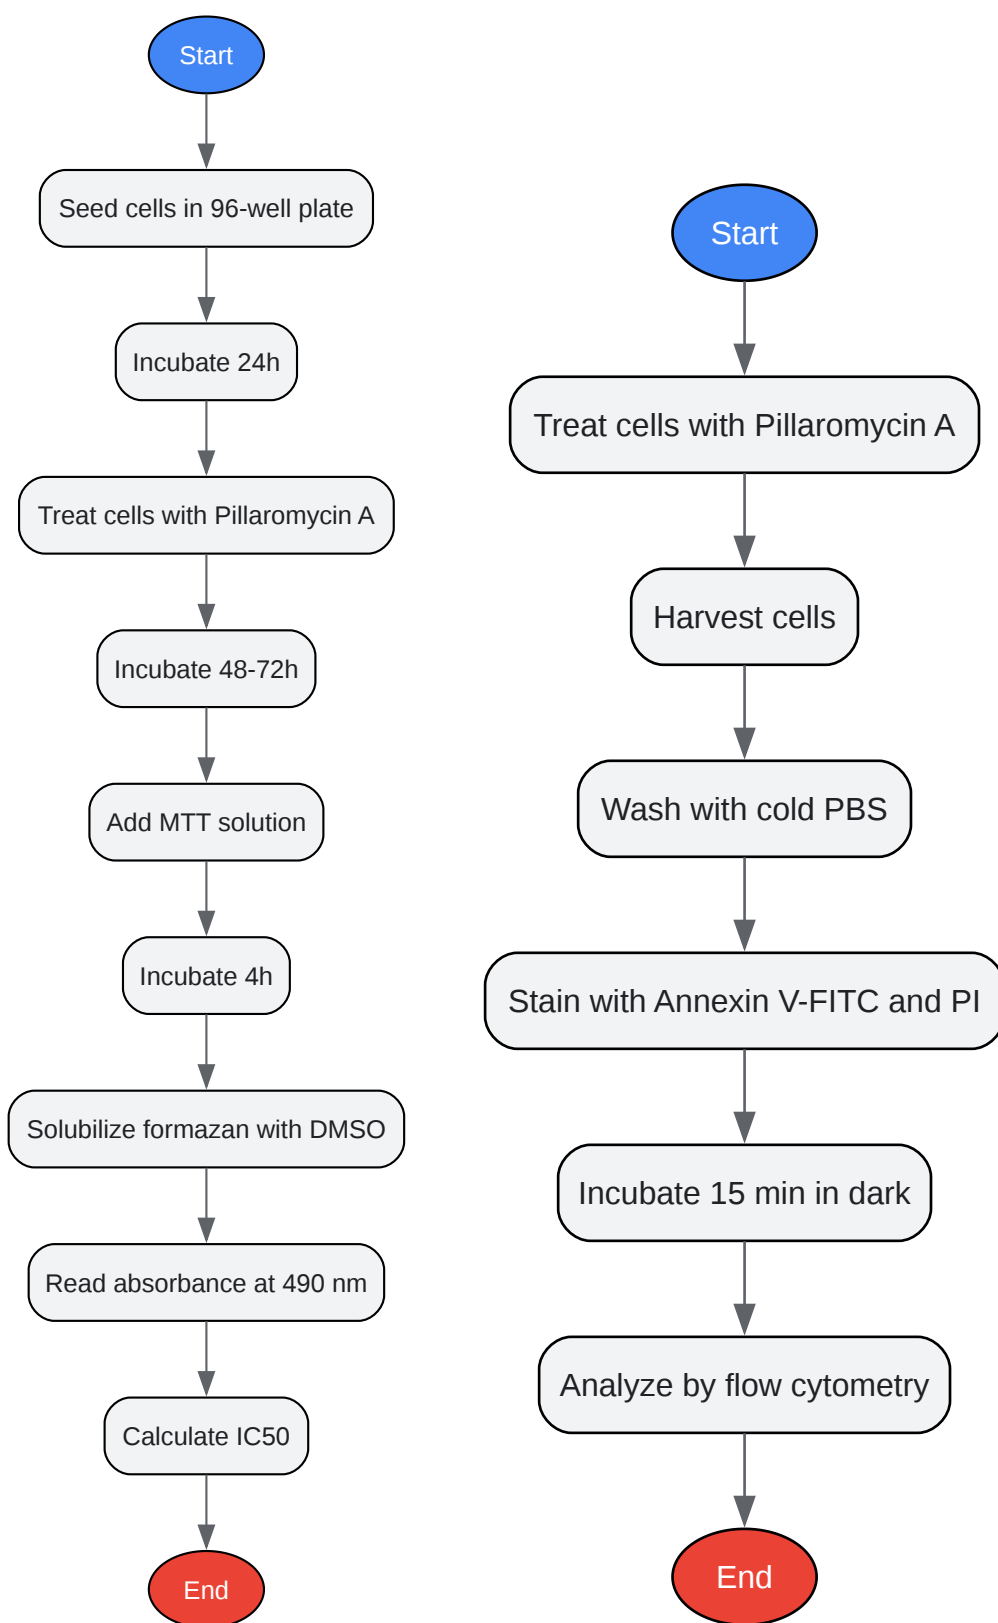 Start
Seed cells in 96-well plate
Incubate 24h
Treat cells with Pillaromycin A
Incubate 48-72h
Add MTT solution
Incubate 4h
Solubilize formazan with DMSO
Read absorbance at 490 nm
Calculate IC50
End
Start
Treat cells with Pillaromycin A
Harvest cells
Wash with cold PBS
Stain with Annexin V-FITC and PI
Incubate 15 min in dark
Analyze by flow cytometry
End